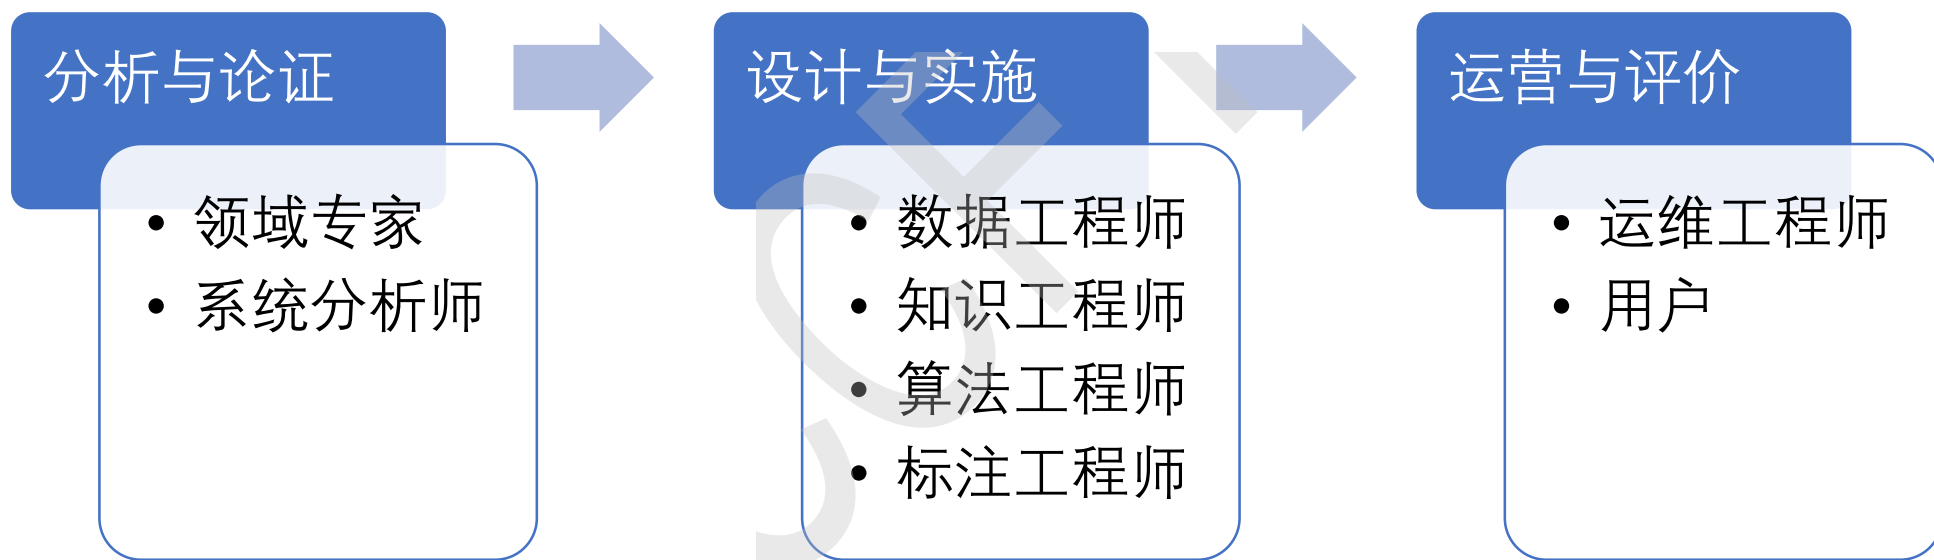 分析与论证
• 领域专家
• 系统分析师
设计与实施
• 数据工程师
• 知识工程师
• 算法工程师
• 标注工程师
运营与评价
• 运维工程师
• 用户